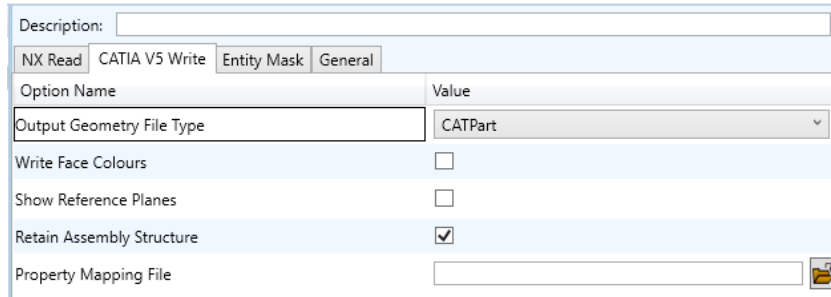 Description:
NX Read CATIA V5 Write Entity Mask General
Option Name Value
Output Geometry File Type CATPart
Write Face Colours
Show Reference Planes
Retain Assembly Structure
Property Mapping File